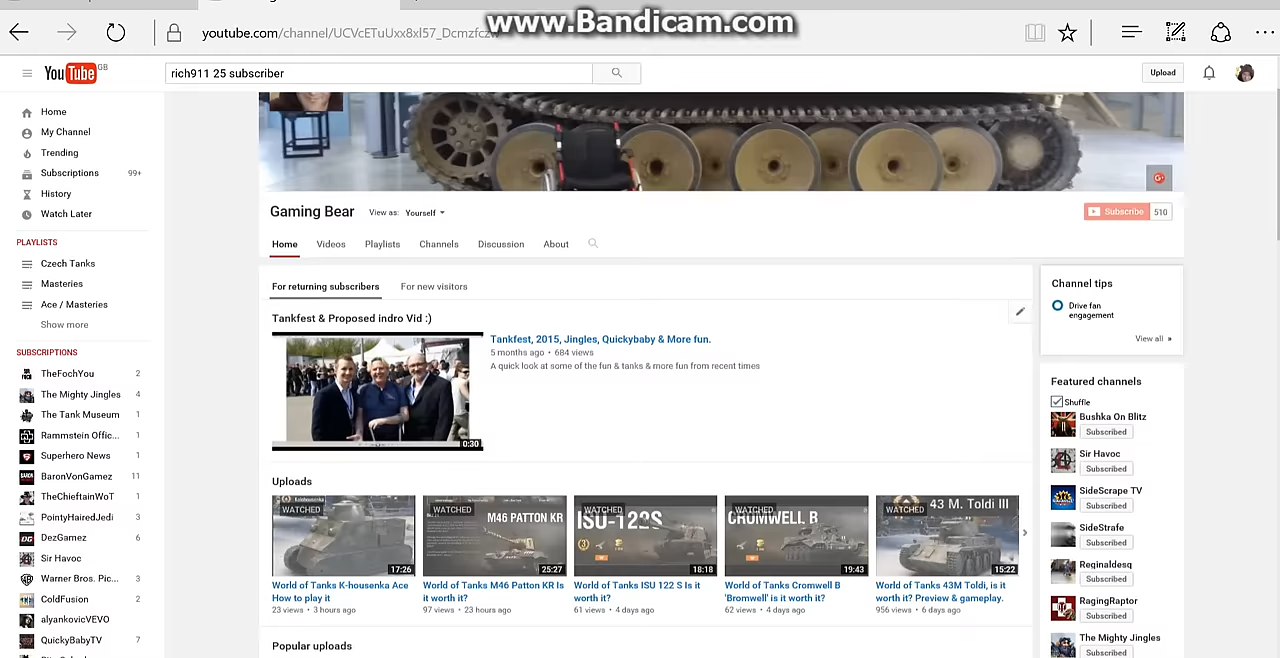 www.Bandicam.com
youtube.com/channel/UCVcETuUxx8xl57_Dcmzfcz
YouTube GB
rich911 25 subscriber
Upload
Home
My Channel
Trending
Subscriptions 99+
History
Watch Later
PLAYLISTS
Czech Tanks
Masteries
Ace / Masteries
Show more
SUBSCRIPTIONS
TheFochYou 2
The Mighty Jingles 4
The Tank Museum 1
Rammstein Offic... 1
Superhero News 1
BaronVonGamez 11
TheChieftainWoT 1
PointyHairedJedi 3
DezGamez 6
Sir Havoc
Warner Bros. Pic... 3
ColdFusion 2
alyankovicVEVO
QuickyBabyTV 7
Gaming Bear View as: Yourself
Subscribe 510
Home Videos Playlists Channels Discussion About
For returning subscribers For new visitors
Tankfest & Proposed indro Vid :)
0:30
Tankfest, 2015, Jingles, Quickybaby & More fun.
5 months ago • 684 views
A quick look at some of the fun & tanks & more fun from recent times
Uploads
WATCHED
17:26
World of Tanks K-housenka Ace How to play it
23 views • 3 hours ago
WATCHED
M46 PATTON KR
25:27
World of Tanks M46 Patton KR Is it worth it?
97 views • 23 hours ago
WATCHED
ISU-122S
18:18
World of Tanks ISU 122 S Is it worth it?
61 views • 4 days ago
WATCHED
CROMWELL B
19:43
World of Tanks Cromwell B 'Bromwell' is it worth it?
62 views • 4 days ago
WATCHED
43 M. Toldi III
15:22
World of Tanks 43M Toldi, is it worth it? Preview & gameplay.
956 views • 6 days ago
Popular uploads
Channel tips
Drive fan
engagement
View all »
Featured channels
Shuffle
Bushka On Blitz
Subscribed
Sir Havoc
Subscribed
SideScrape TV
Subscribed
SideStrafe
Subscribed
Reginaldesq
Subscribed
RagingRaptor
Subscribed
The Mighty Jingles
Subscribed